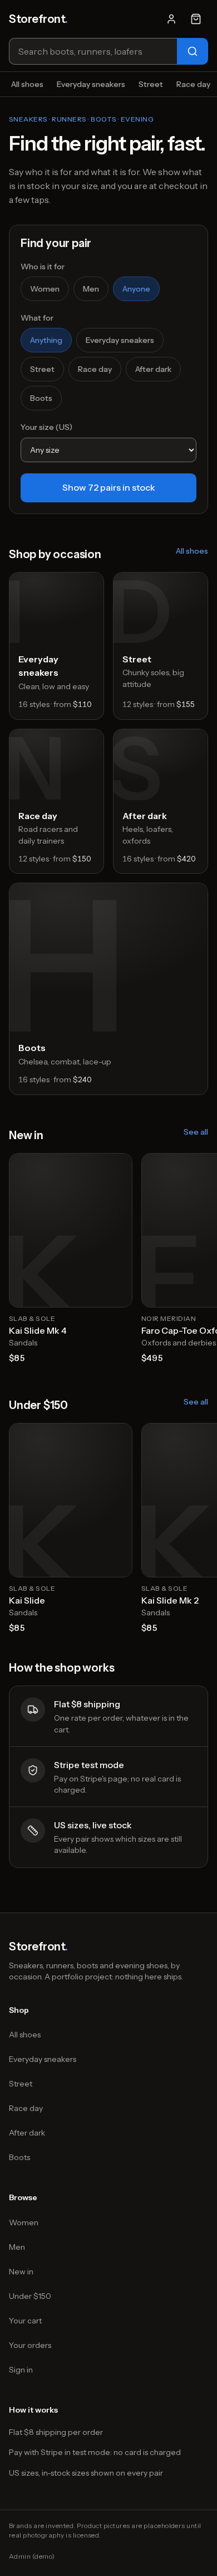 Storefront.
Search boots, runners, loafers
All shoes Everyday sneakers Street Race day
SNEAKERS · RUNNERS · BOOTS · EVENING
Find the right pair, fast.
Say who it is for and what it is for. We show
what is in stock in your size, and you are at checkout in
a few taps.
Find your pair
Who is it for
Women Men Anyone
What for
Anything Everyday sneakers
Street Race day After dark
Boots
Your size (US)
Any size
Show 72 pairs in stock
Shop by occasion All shoes
Everyday
sneakers
Clean, low and easy
16 styles · from $110
D
Street
Chunky soles, big
attitude
12 styles · from $155
N
Race day
Road racers and
daily trainers
12 styles · from $150
S
After dark
Heels, loafers,
oxfords
16 styles · from $420
H
Boots
Chelsea, combat, lace-up
16 styles · from $240
New in See all
K
SLAB & SOLE
Kai Slide Mk 4
Sandals
$85
F
NOIR MERIDIAN
Faro Cap-Toe Oxfo
Oxfords and derbies
$495
Under $150 See all
K
SLAB & SOLE
Kai Slide
Sandals
$85
K
SLAB & SOLE
Kai Slide Mk 2
Sandals
$85
How the shop works
Flat $8 shipping
One rate per order, whatever is in the
cart.
Stripe test mode
Pay on Stripe's page; no real card is
charged.
US sizes, live stock
Every pair shows which sizes are still
available.
Storefront.
Sneakers, runners, boots and evening shoes, by
occasion. A portfolio project: nothing here ships.
Shop
All shoes
Everyday sneakers
Street
Race day
After dark
Boots
Browse
Women
Men
New in
Under $150
Your cart
Your orders
Sign in
How it works
Flat $8 shipping per order
Pay with Stripe in test mode: no card is charged
US sizes, in-stock sizes shown on every pair
Brands are invented. Product pictures are placeholders until
real photography is licensed.
Admin (demo)